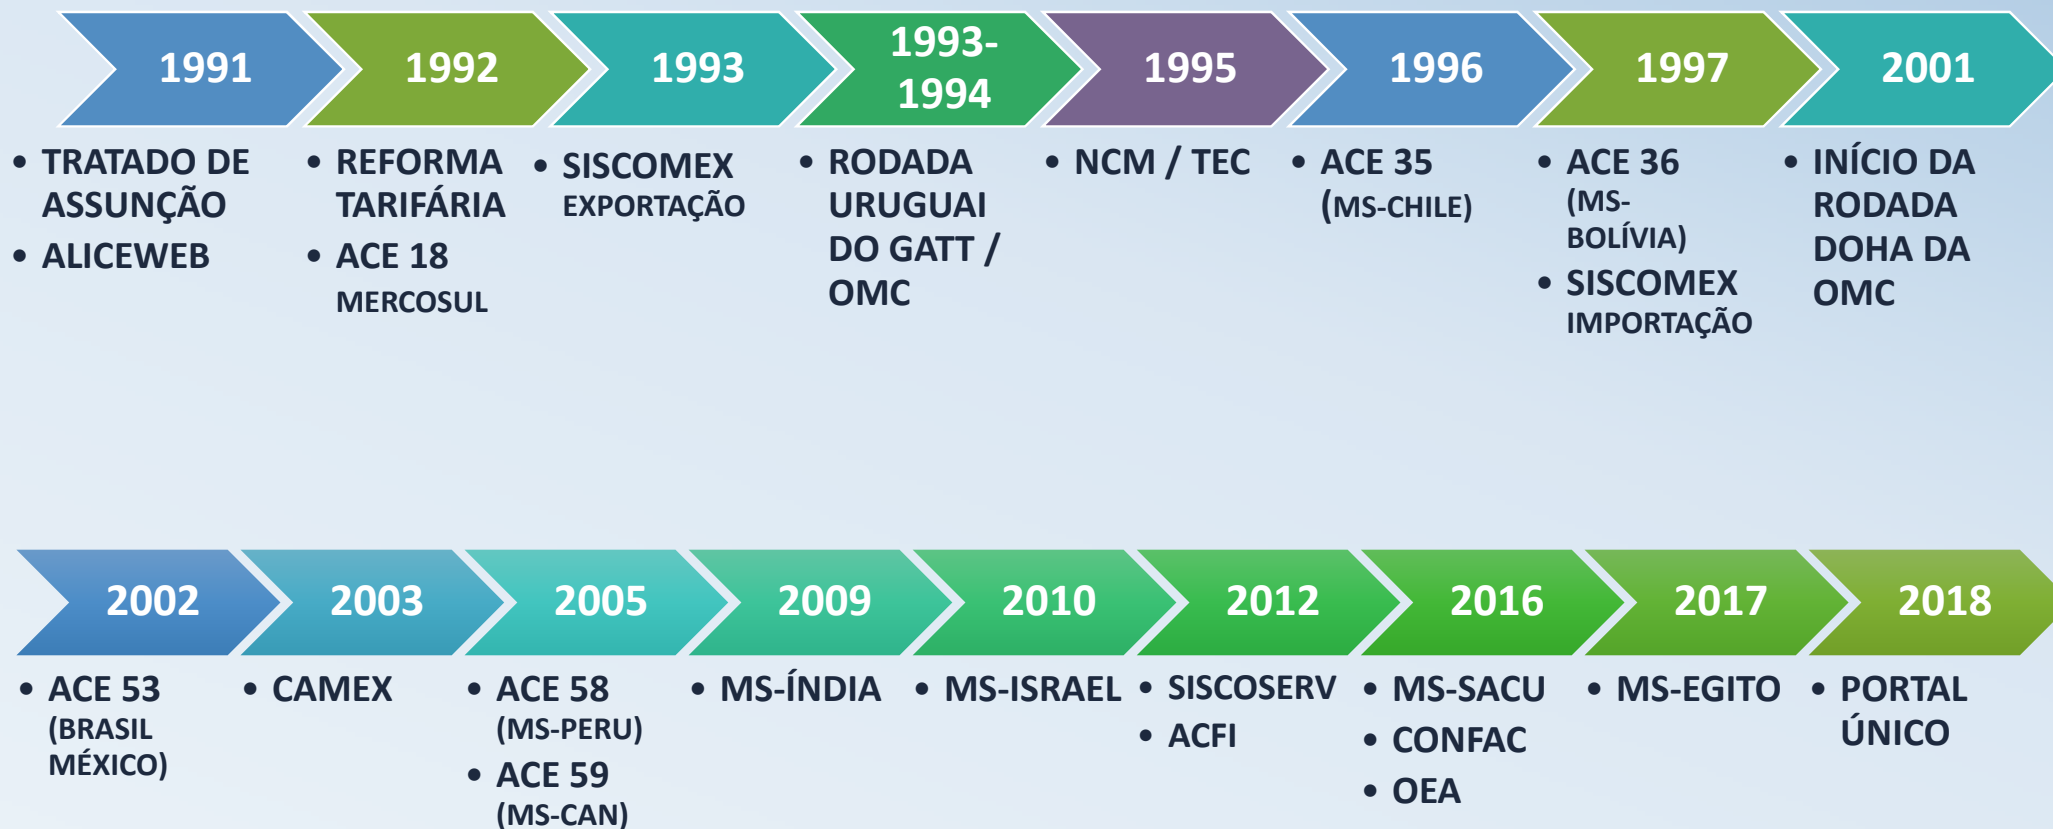 1991
1992
1993
1993-
1994
1995
1996
1997
2001
• TRATADO DE
ASSUNÇÃO
• ALICEWEB
• REFORMA
TARIFÁRIA
• ACE 18
MERCOSUL
• SISCOMEX
EXPORTAÇÃO
• RODADA
URUGUAI
DO GATT /
OMC
• NCM / TEC
• ACE 35
(MS-CHILE)
• ACE 36
(MS-
BOLÍVIA)
• SISCOMEX
IMPORTAÇÃO
• INÍCIO DA
RODADA
DOHA DA
OMC
2002
2003
2005
2009
2010
2012
2016
2017
2018
• ACE 53
(BRASIL
MÉXICO)
• CAMEX
• ACE 58
(MS-PERU)
• ACE 59
(MS-CAN)
• MS-ÍNDIA
• MS-ISRAEL
• SISCOSERV
• ACFI
• MS-SACU
• CONFAC
• OEA
• MS-EGITO
• PORTAL
ÚNICO